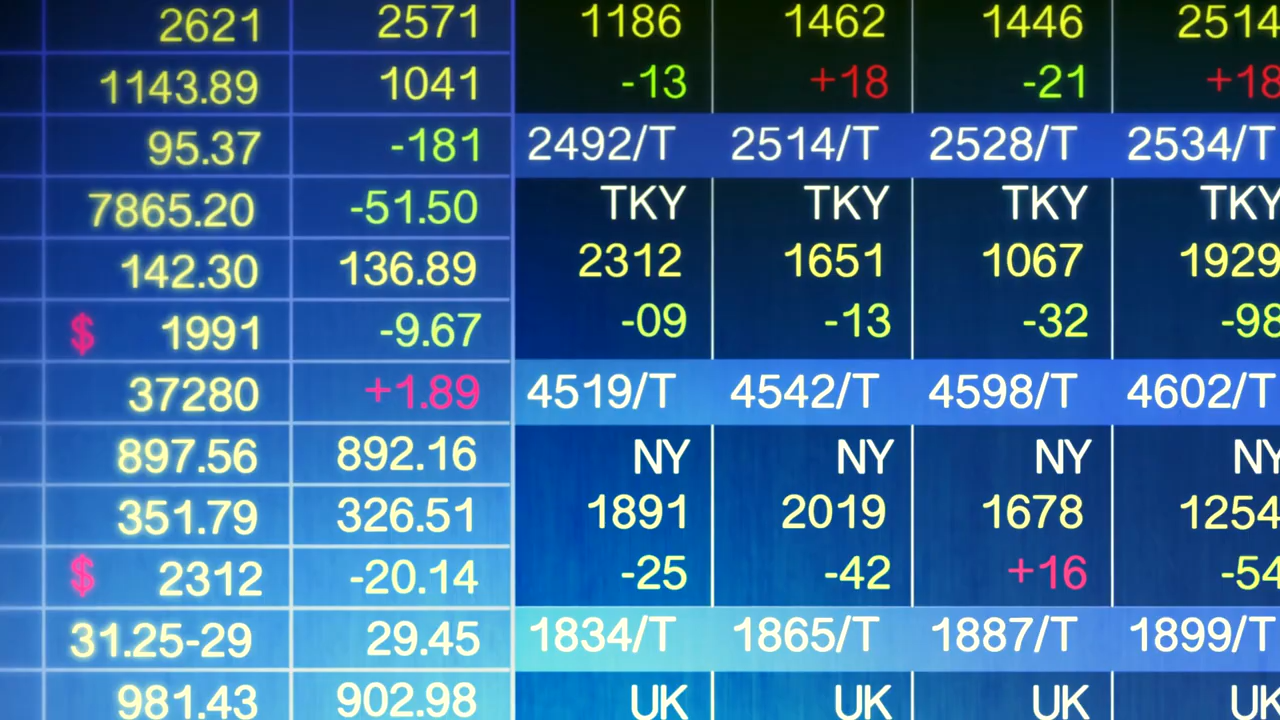 2621 2571 1186 1462 1446 2514
1143.89 1041 -13 +18 -21 +18
95.37 -181 2492/T 2514/T 2528/T 2534/T
7865.20 -51.50 TKY TKY TKY TKY
142.30 136.89 2312 1651 1067 1929
$ 1991 -9.67 -09 -13 -32 -98
37280 +1.89 4519/T 4542/T 4598/T 4602/T
897.56 892.16 NY NY NY NY
351.79 326.51 1891 2019 1678 1254
$ 2312 -20.14 -25 -42 +16 -54
31.25-29 29.45 1834/T 1865/T 1887/T 1899/T
981.43 902.98 UK UK UK UK